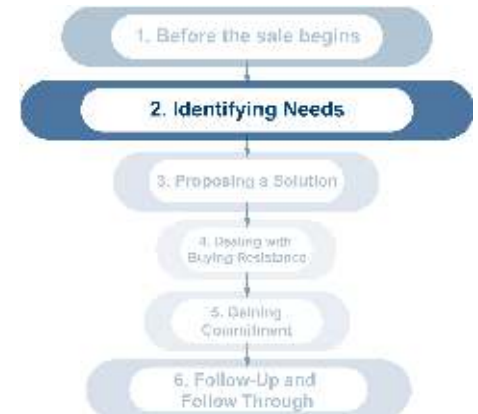 1. Before the sale begins
2. Identifying Needs
3. Proposing a Solution
4. Dealing with
Buying Resistance
5. Gaining
Commitment
6. Follow-Up and
Follow Through